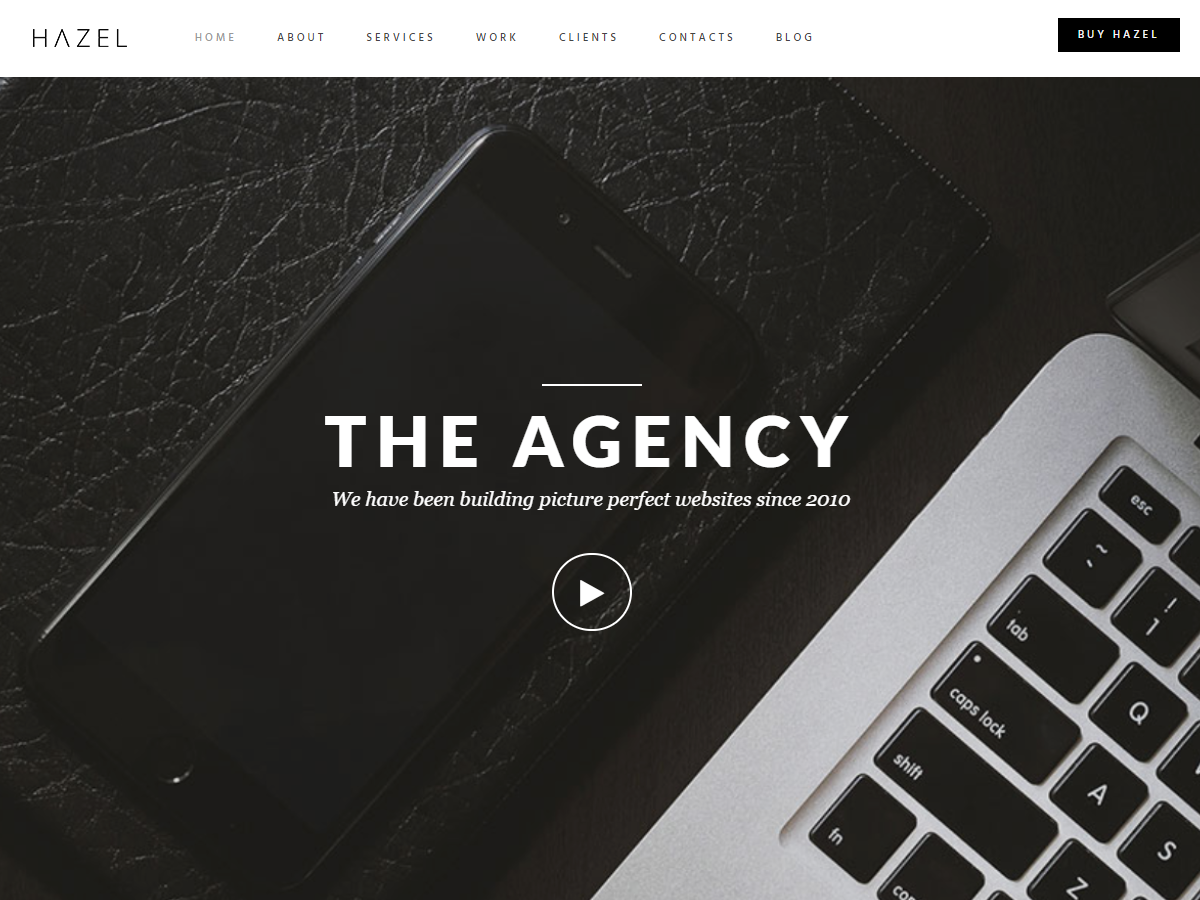 HAZEL HOME ABOUT SERVICES WORK CLIENTS CONTACTS BLOG BUY HAZEL
THE AGENCY
We have been building picture perfect websites since 2010
esc
~
!
1
tab
Q
caps lock
A
shift
S
fn
Z